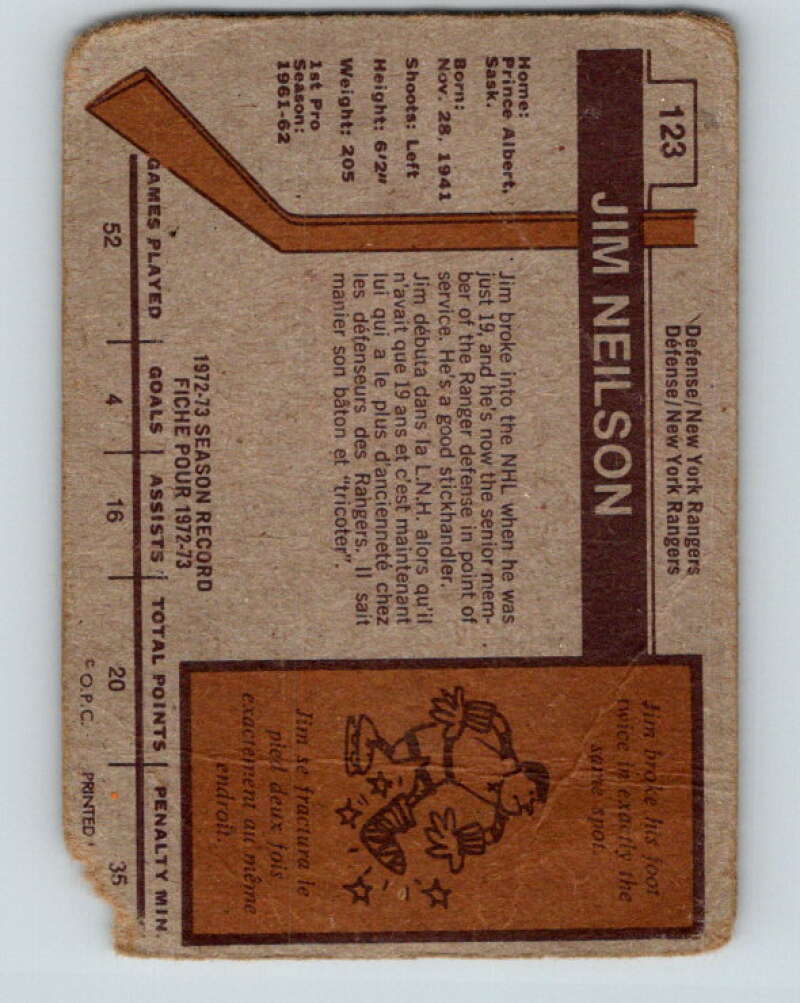 123
Defense/New York Rangers
Défense/New York Rangers
JIM NEILSON
Home:
Prince Albert,
Sask.
Born:
Nov. 28, 1941
Shoots: Left
Height: 6'2"
Weight: 205
1st Pro
Season:
1961-62
Jim broke into the NHL when he was
just 19, and he's now the senior mem-
ber of the Ranger defense in point of
service. He's a good stickhandler.
Jim débuta dans la L.N.H. alors qu'il
n'avait que 19 ans et c'est maintenant
lui qui a le plus d'ancienneté chez
les défenseurs des Rangers. Il sait
manier son bâton et "tricoter".
Jim broke his foot
twice in exactly the
same spot.
Jim se fractura le
pied deux fois
exactement au même
endroit.
1972-73 SEASON RECORD
FICHE POUR 1972-73
GAMES PLAYED GOALS ASSISTS TOTAL POINTS PENALTY MIN.
52 4 16 20 35
© O.P.C. PRINTED